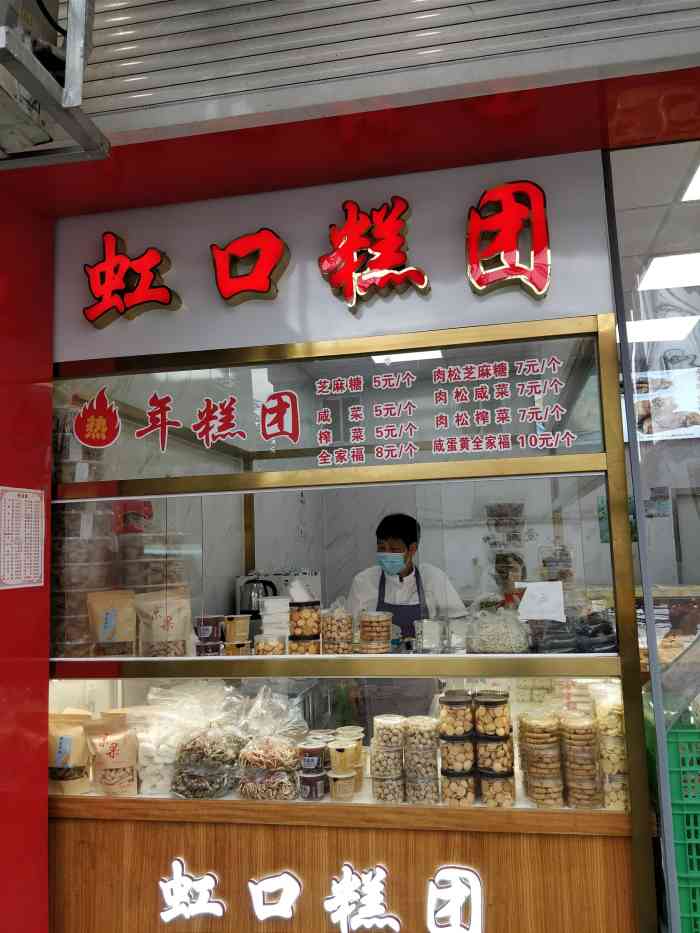 虹口糕团
热 年糕团
芝麻糖 5元/个 肉松芝麻糖 7元/个
咸菜 5元/个 肉松咸菜 7元/个
榨菜 5元/个 肉松榨菜 7元/个
全家福 8元/个 咸蛋黄全家福 10元/个
虹口糕团